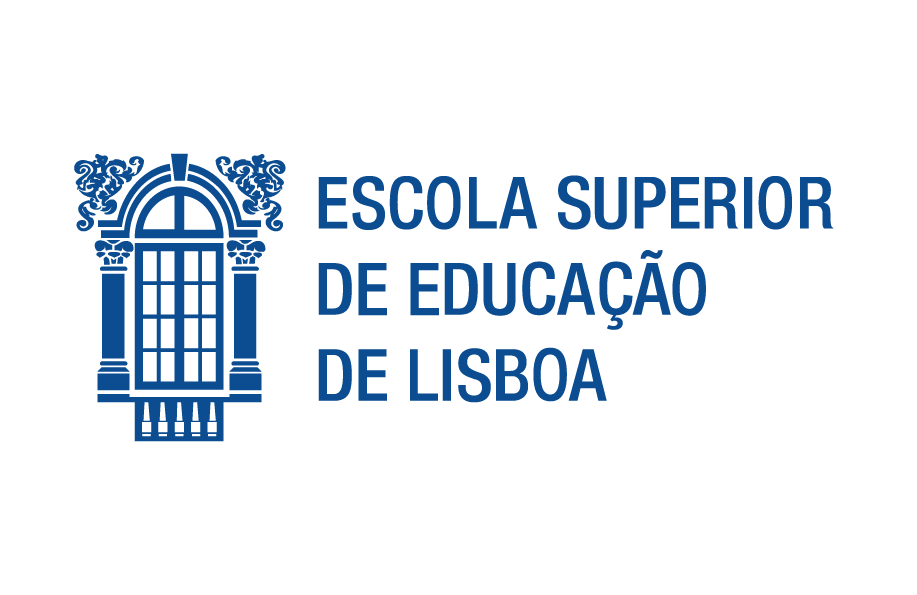 ESCOLA SUPERIOR
DE EDUCAÇÃO
DE LISBOA